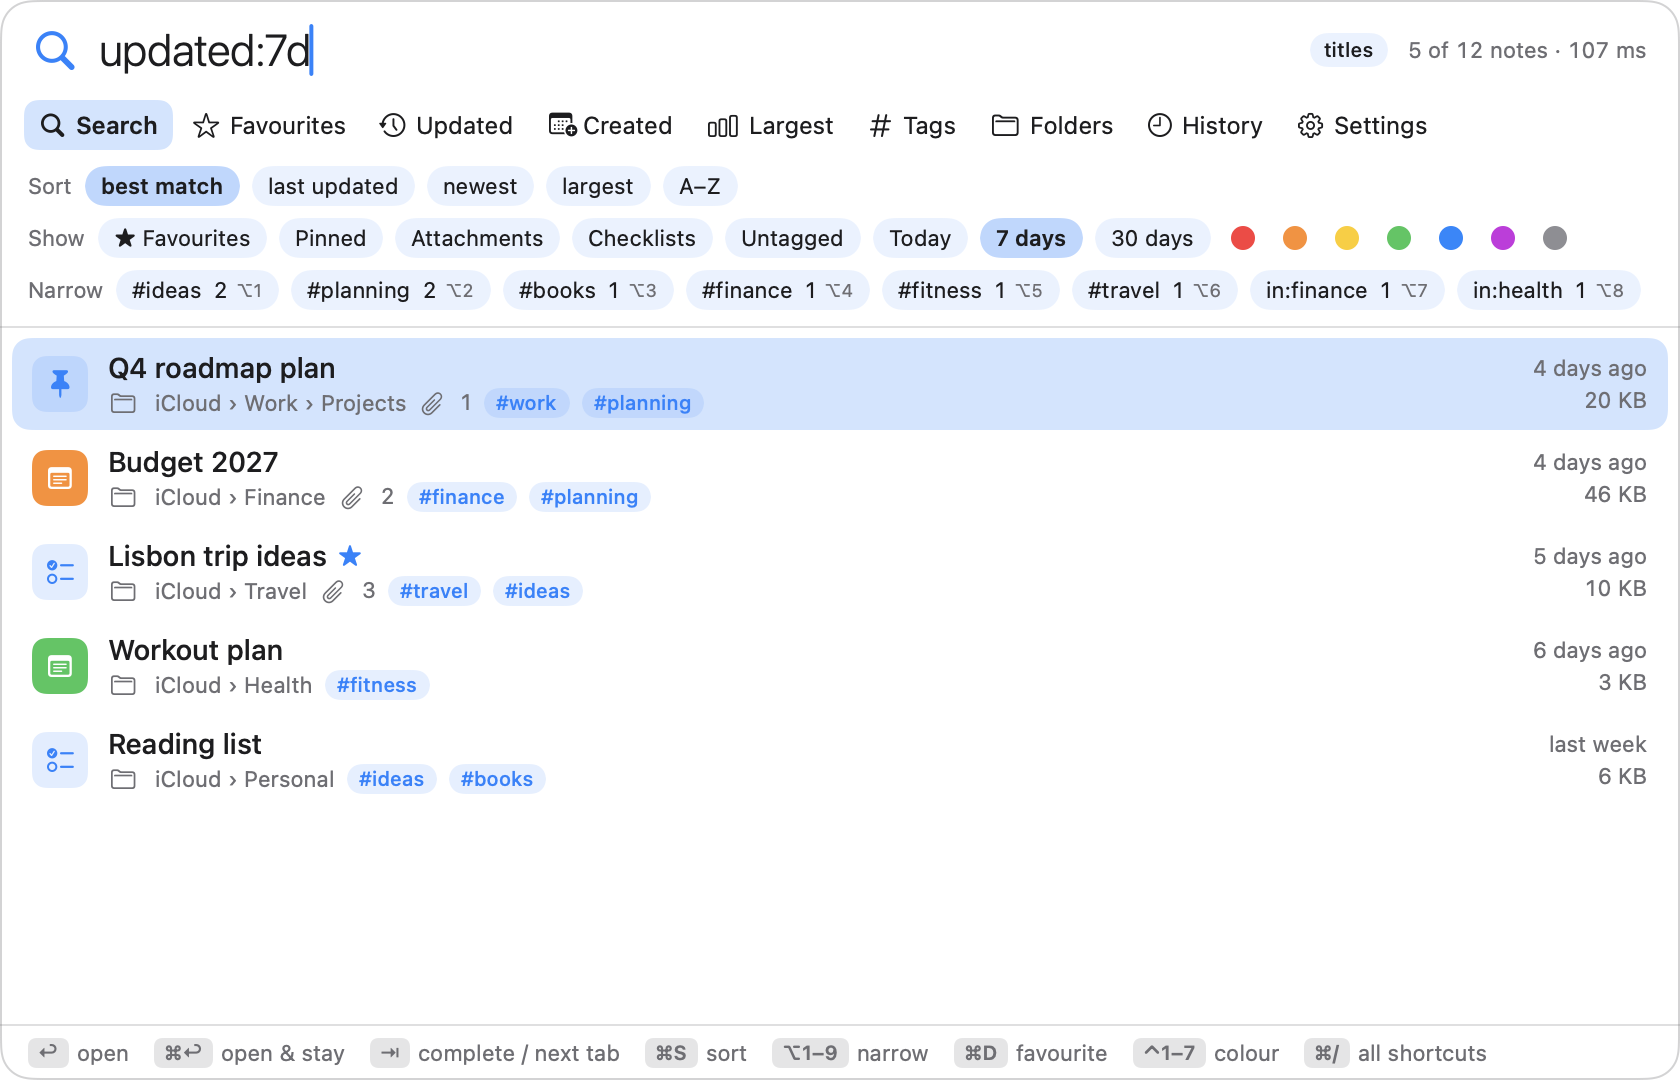 updated:7d
titles 5 of 12 notes · 107 ms
Search Favourites Updated Created Largest # Tags Folders History Settings
Sort best match last updated newest largest A–Z
Show ★ Favourites Pinned Attachments Checklists Untagged Today 7 days 30 days
Narrow #ideas 2 ⌥1 #planning 2 ⌥2 #books 1 ⌥3 #finance 1 ⌥4 #fitness 1 ⌥5 #travel 1 ⌥6 in:finance 1 ⌥7 in:health 1 ⌥8
Q4 roadmap plan 4 days ago
iCloud › Work › Projects 1 #work #planning 20 KB
Budget 2027 4 days ago
iCloud › Finance 2 #finance #planning 46 KB
Lisbon trip ideas ★ 5 days ago
iCloud › Travel 3 #travel #ideas 10 KB
Workout plan 6 days ago
iCloud › Health #fitness 3 KB
Reading list last week
iCloud › Personal #ideas #books 6 KB
↩ open ⌘↩ open & stay ⇥ complete / next tab ⌘S sort ⌥1–9 narrow ⌘D favourite ^1–7 colour ⌘/ all shortcuts